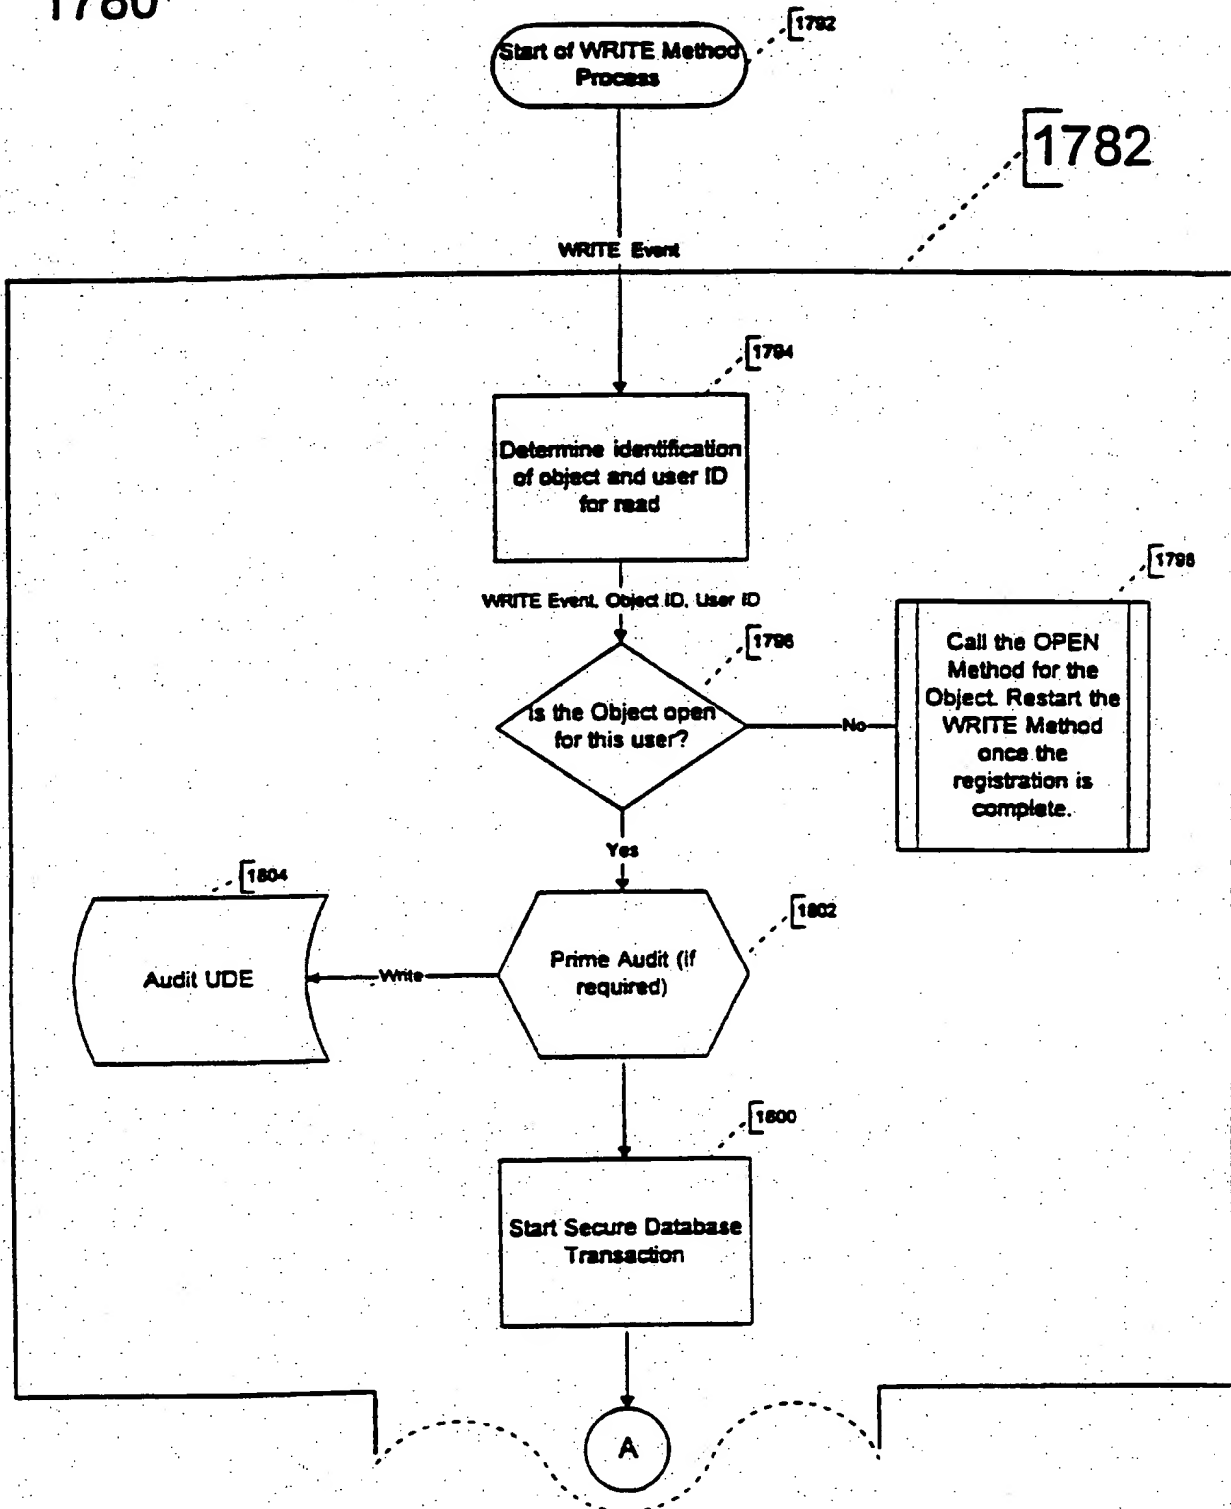 1780
1792
Start of WRITE Method
Process
1782
WRITE Event
1794
Determine identification
of object and user ID
for read
WRITE Event, Object ID, User ID
1798
1796
Call the OPEN
Method for the
Object. Restart the
WRITE Method
once the
registration is
complete.
Is the Object open
for this user?
No
Yes
1804
1802
Audit UDE
Write
Prime Audit (if
required)
1800
Start Secure Database
Transaction
A